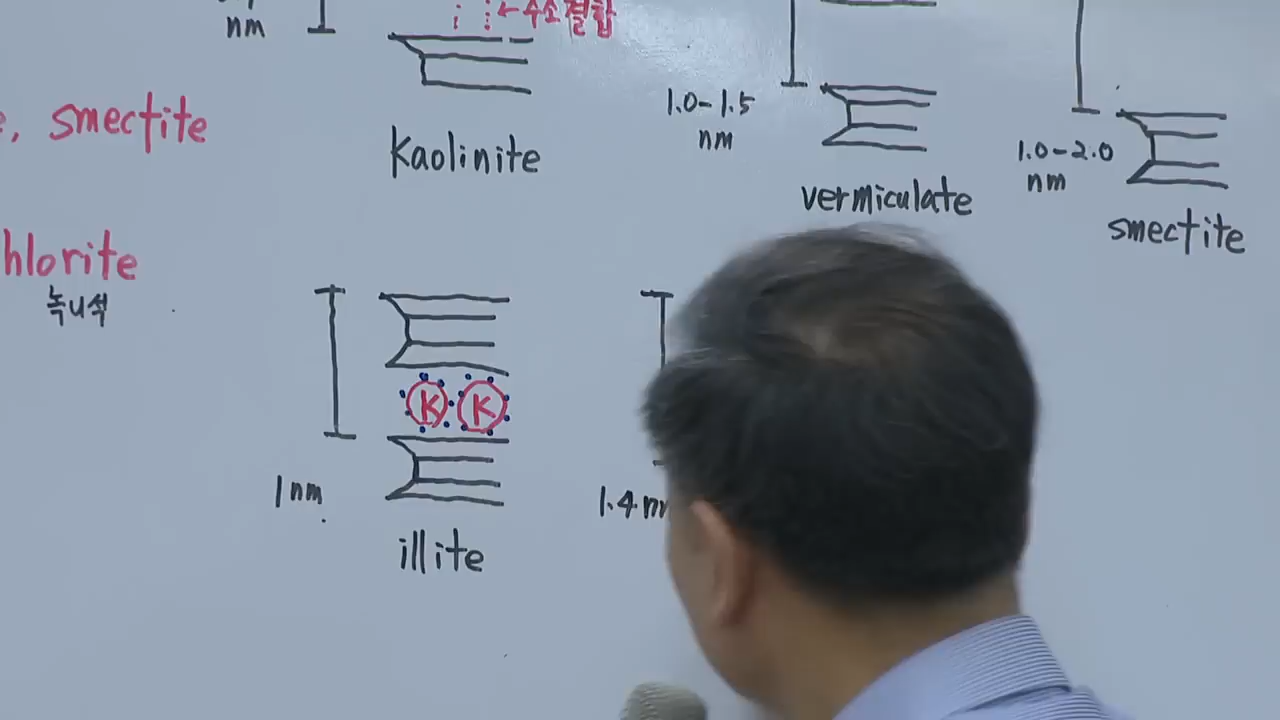 nm
←수소결합
smectite
Kaolinite
1.0-1.5
nm
vermiculate
1.0-2.0
nm
smectite
hlorite
녹니석
K K
1nm
illite
1.4 n